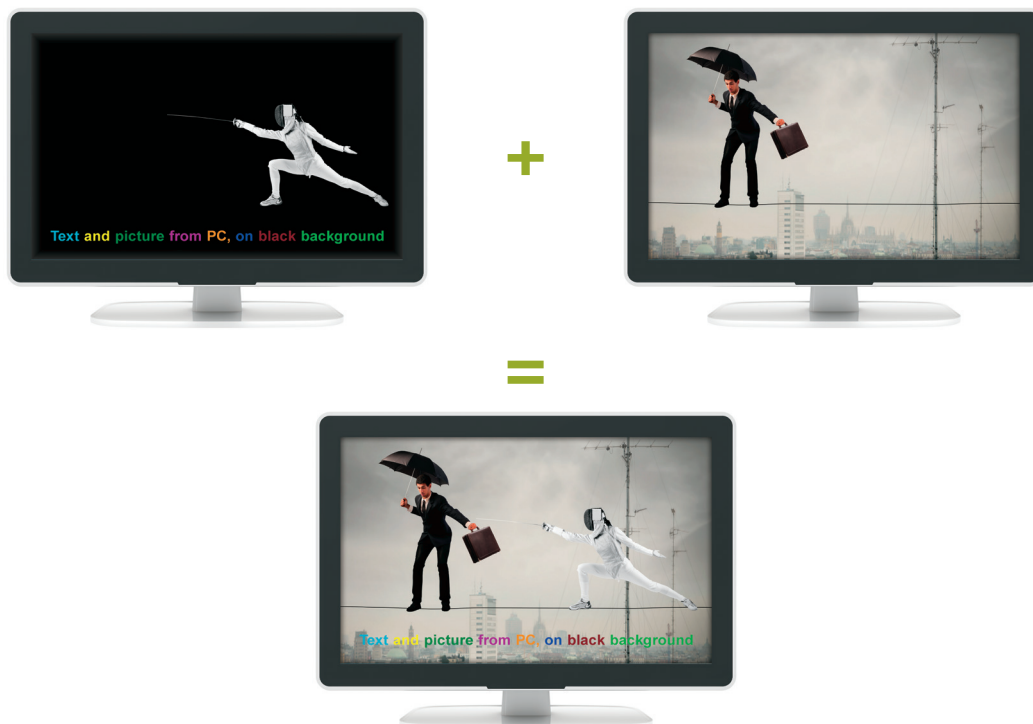 Text and picture from PC, on black background
+
=
Text and picture from PC, on black background